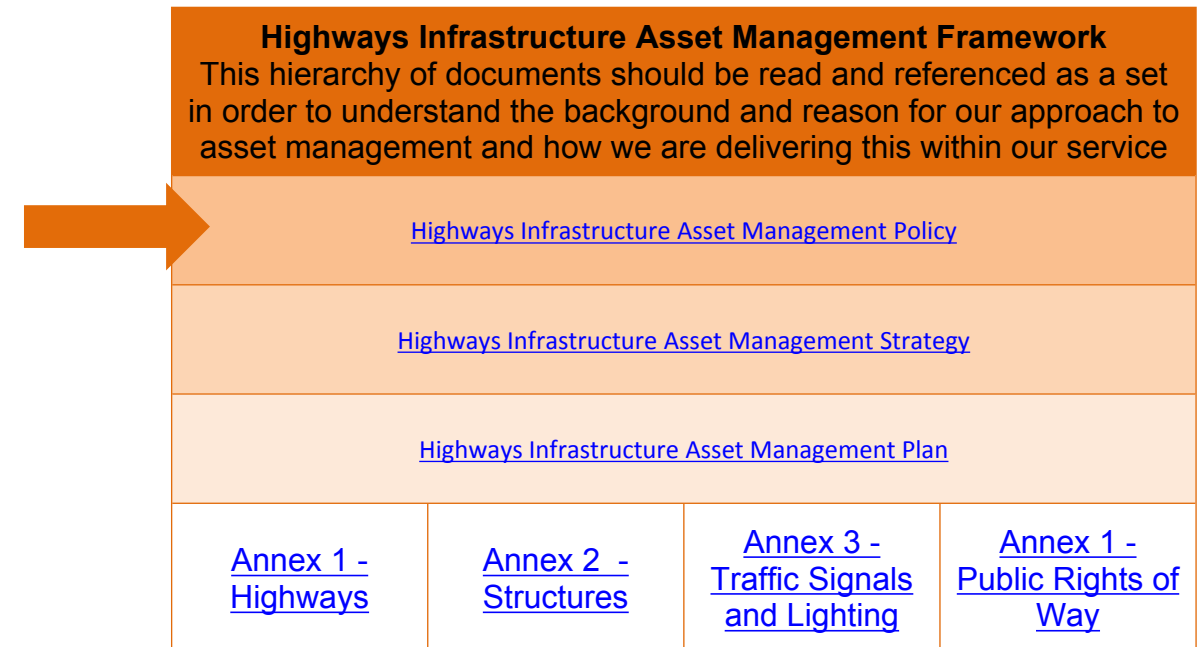 Highways Infrastructure Asset Management Framework
This hierarchy of documents should be read and referenced as a set
in order to understand the background and reason for our approach to
asset management and how we are delivering this within our service
Highways Infrastructure Asset Management Policy
Highways Infrastructure Asset Management Strategy
Highways Infrastructure Asset Management Plan
Annex 1 -
Highways
Annex 2 -
Structures
Annex 3 -
Traffic Signals
and Lighting
Annex 1 -
Public Rights of
Way